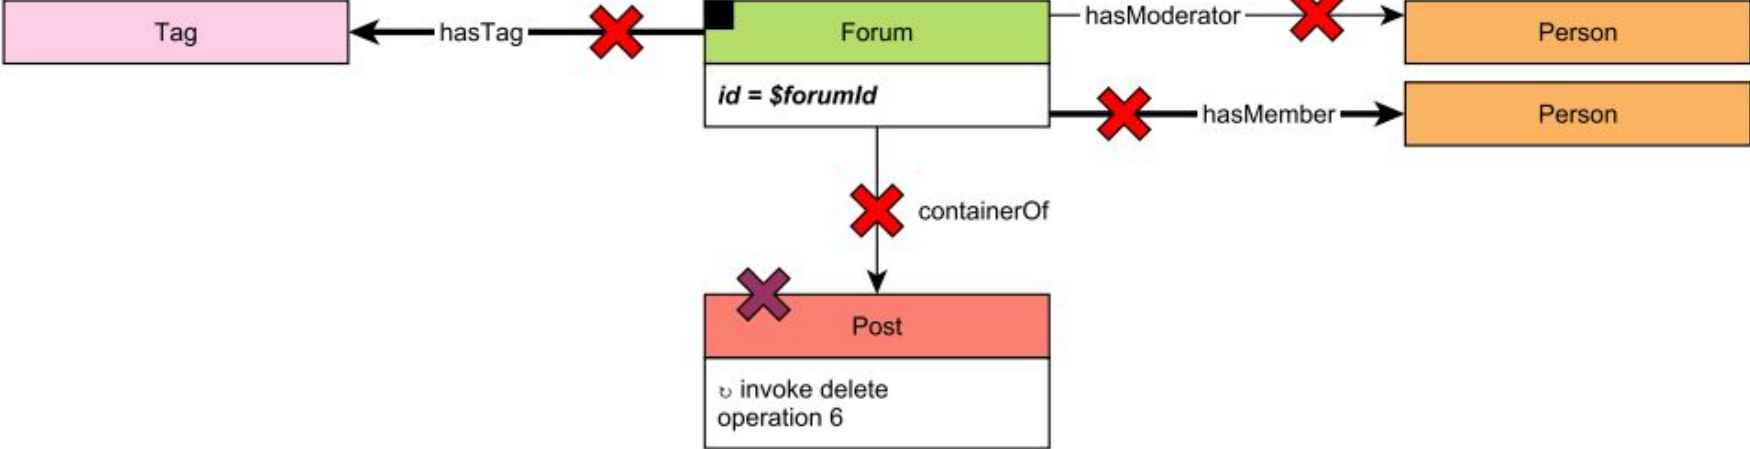 Tag
hasTag
Forum
hasModerator
Person
id = $forumId
hasMember
Person
containerOf
Post
↻ invoke delete
operation 6